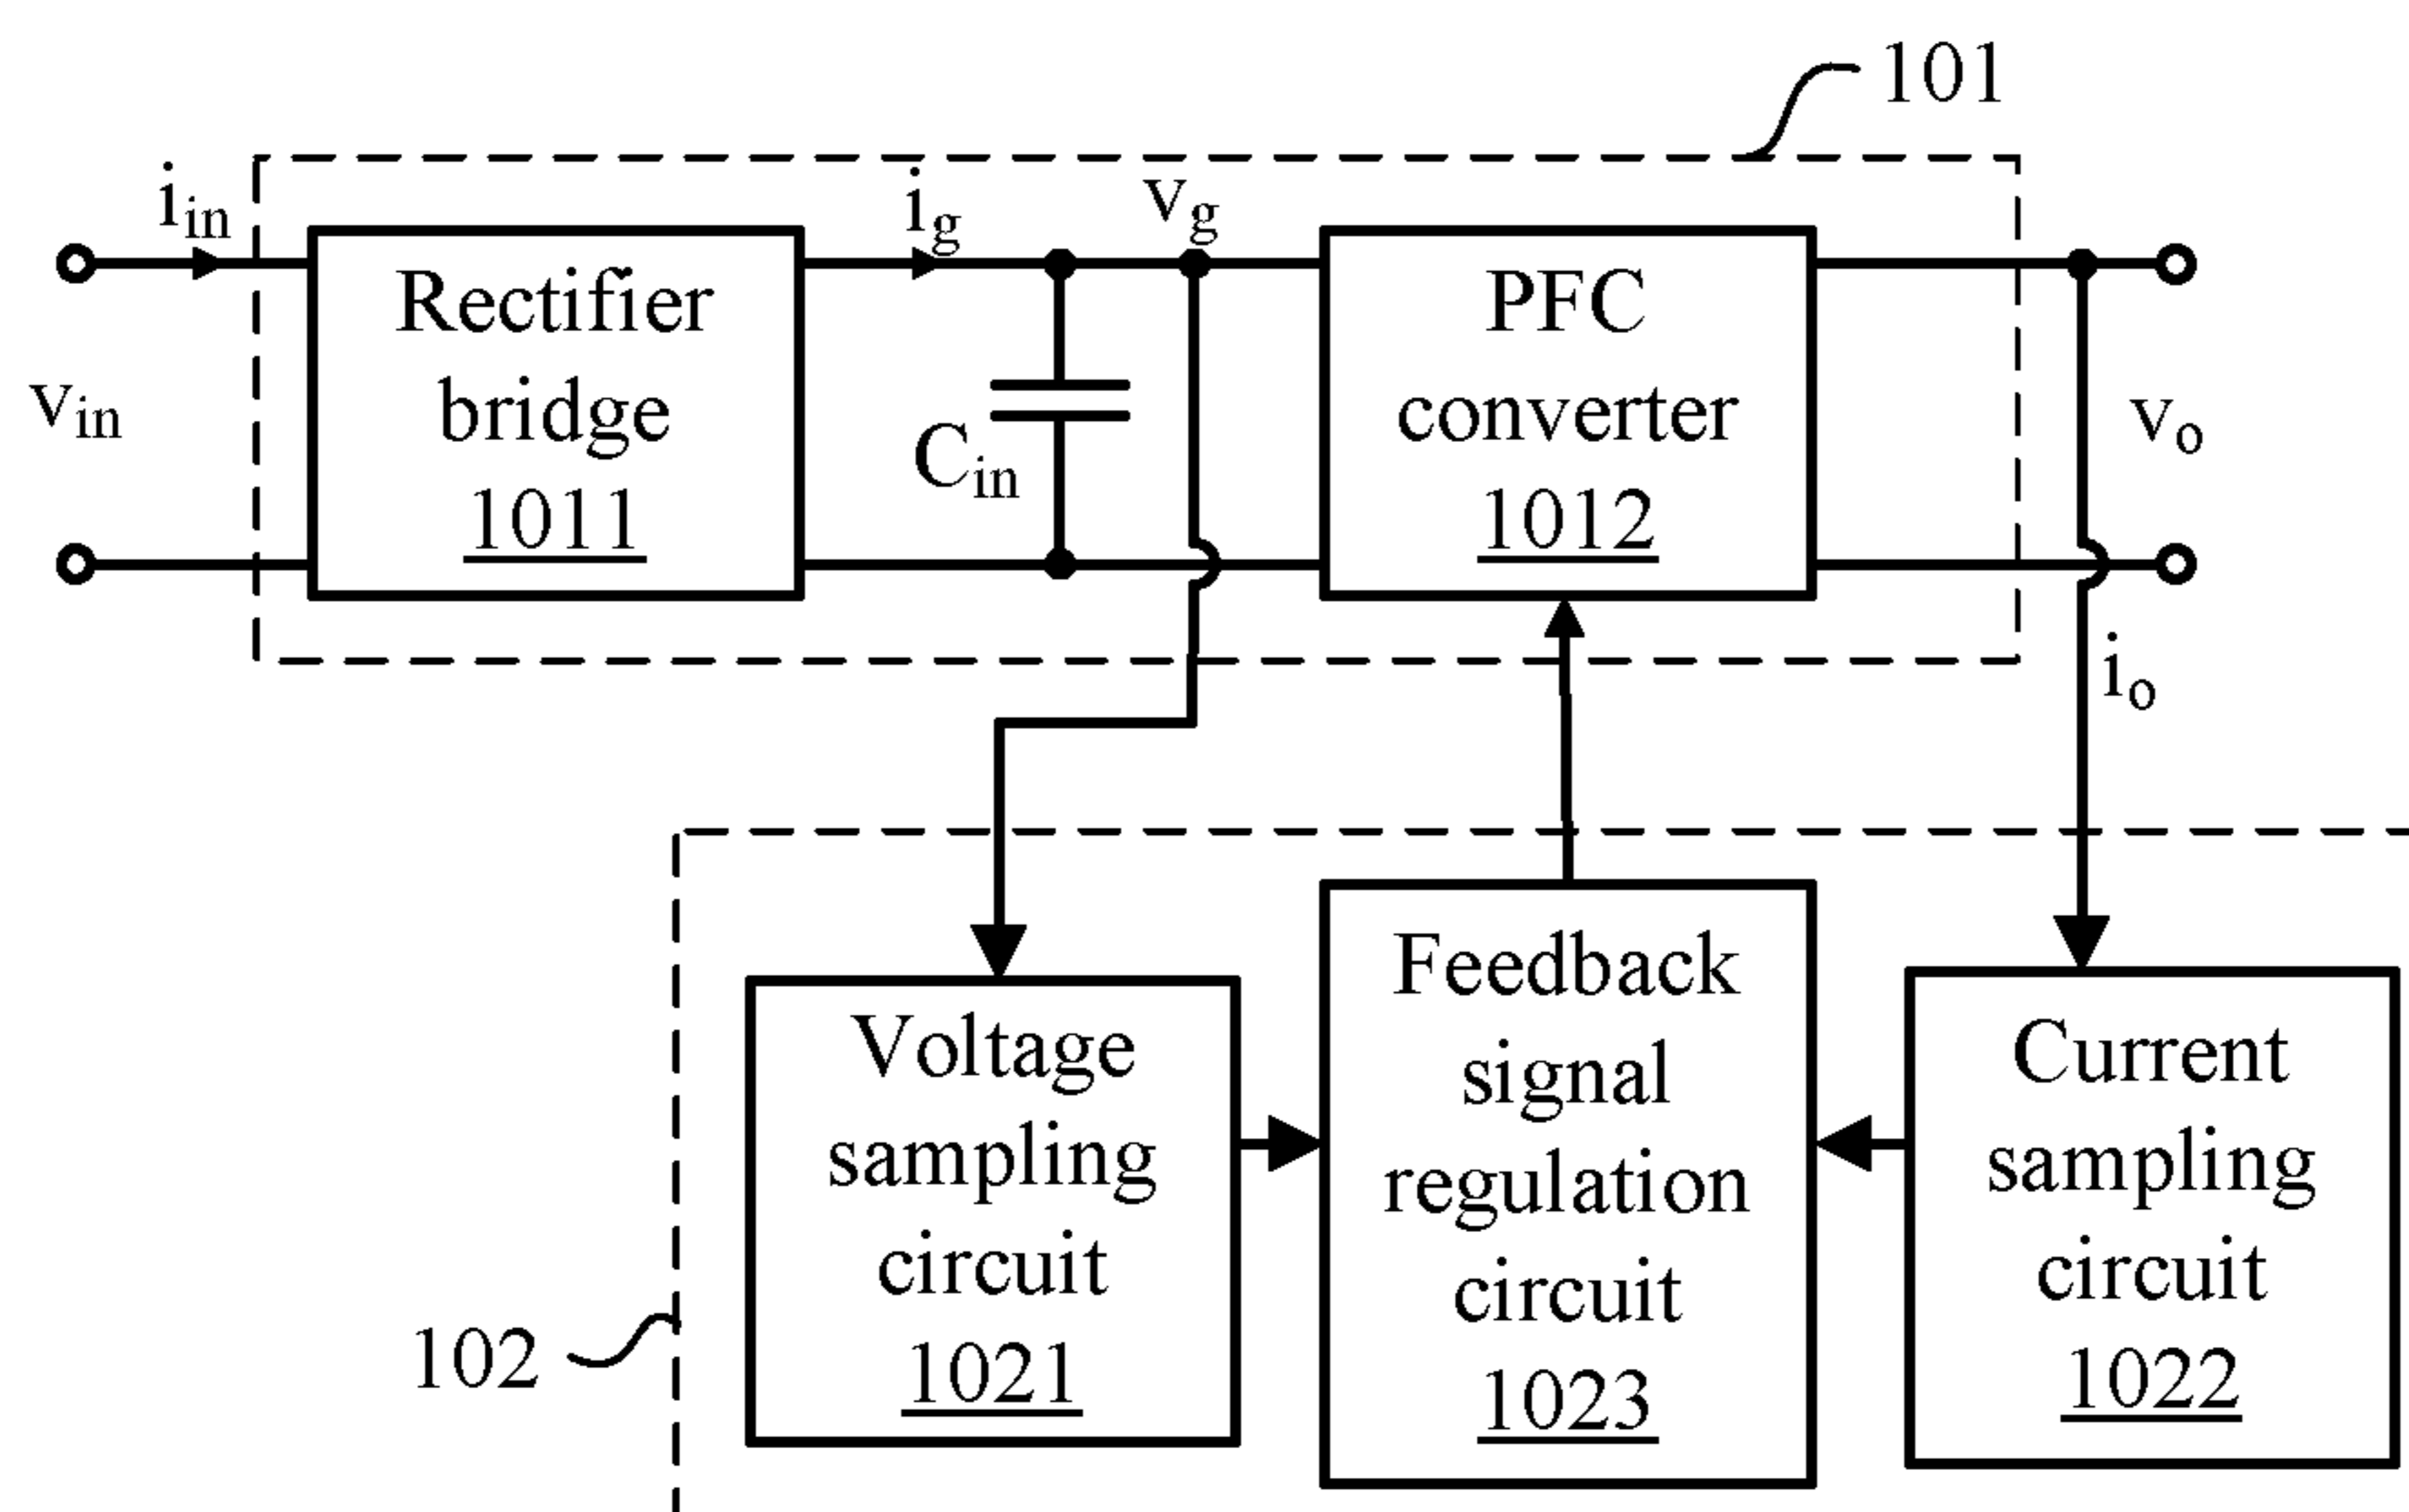 101
i_in
i_g
v_g
Rectifier
bridge
1011
PFC
converter
1012
v_in
C_in
v_o
i_o
Voltage
sampling
circuit
1021
Feedback
signal
regulation
circuit
1023
Current
sampling
circuit
1022
102